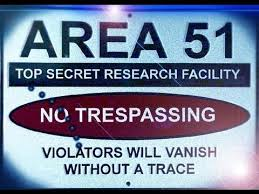 AREA 51
TOP SECRET RESEARCH FACILITY
NO TRESPASSING
VIOLATORS WILL VANISH
WITHOUT A TRACE